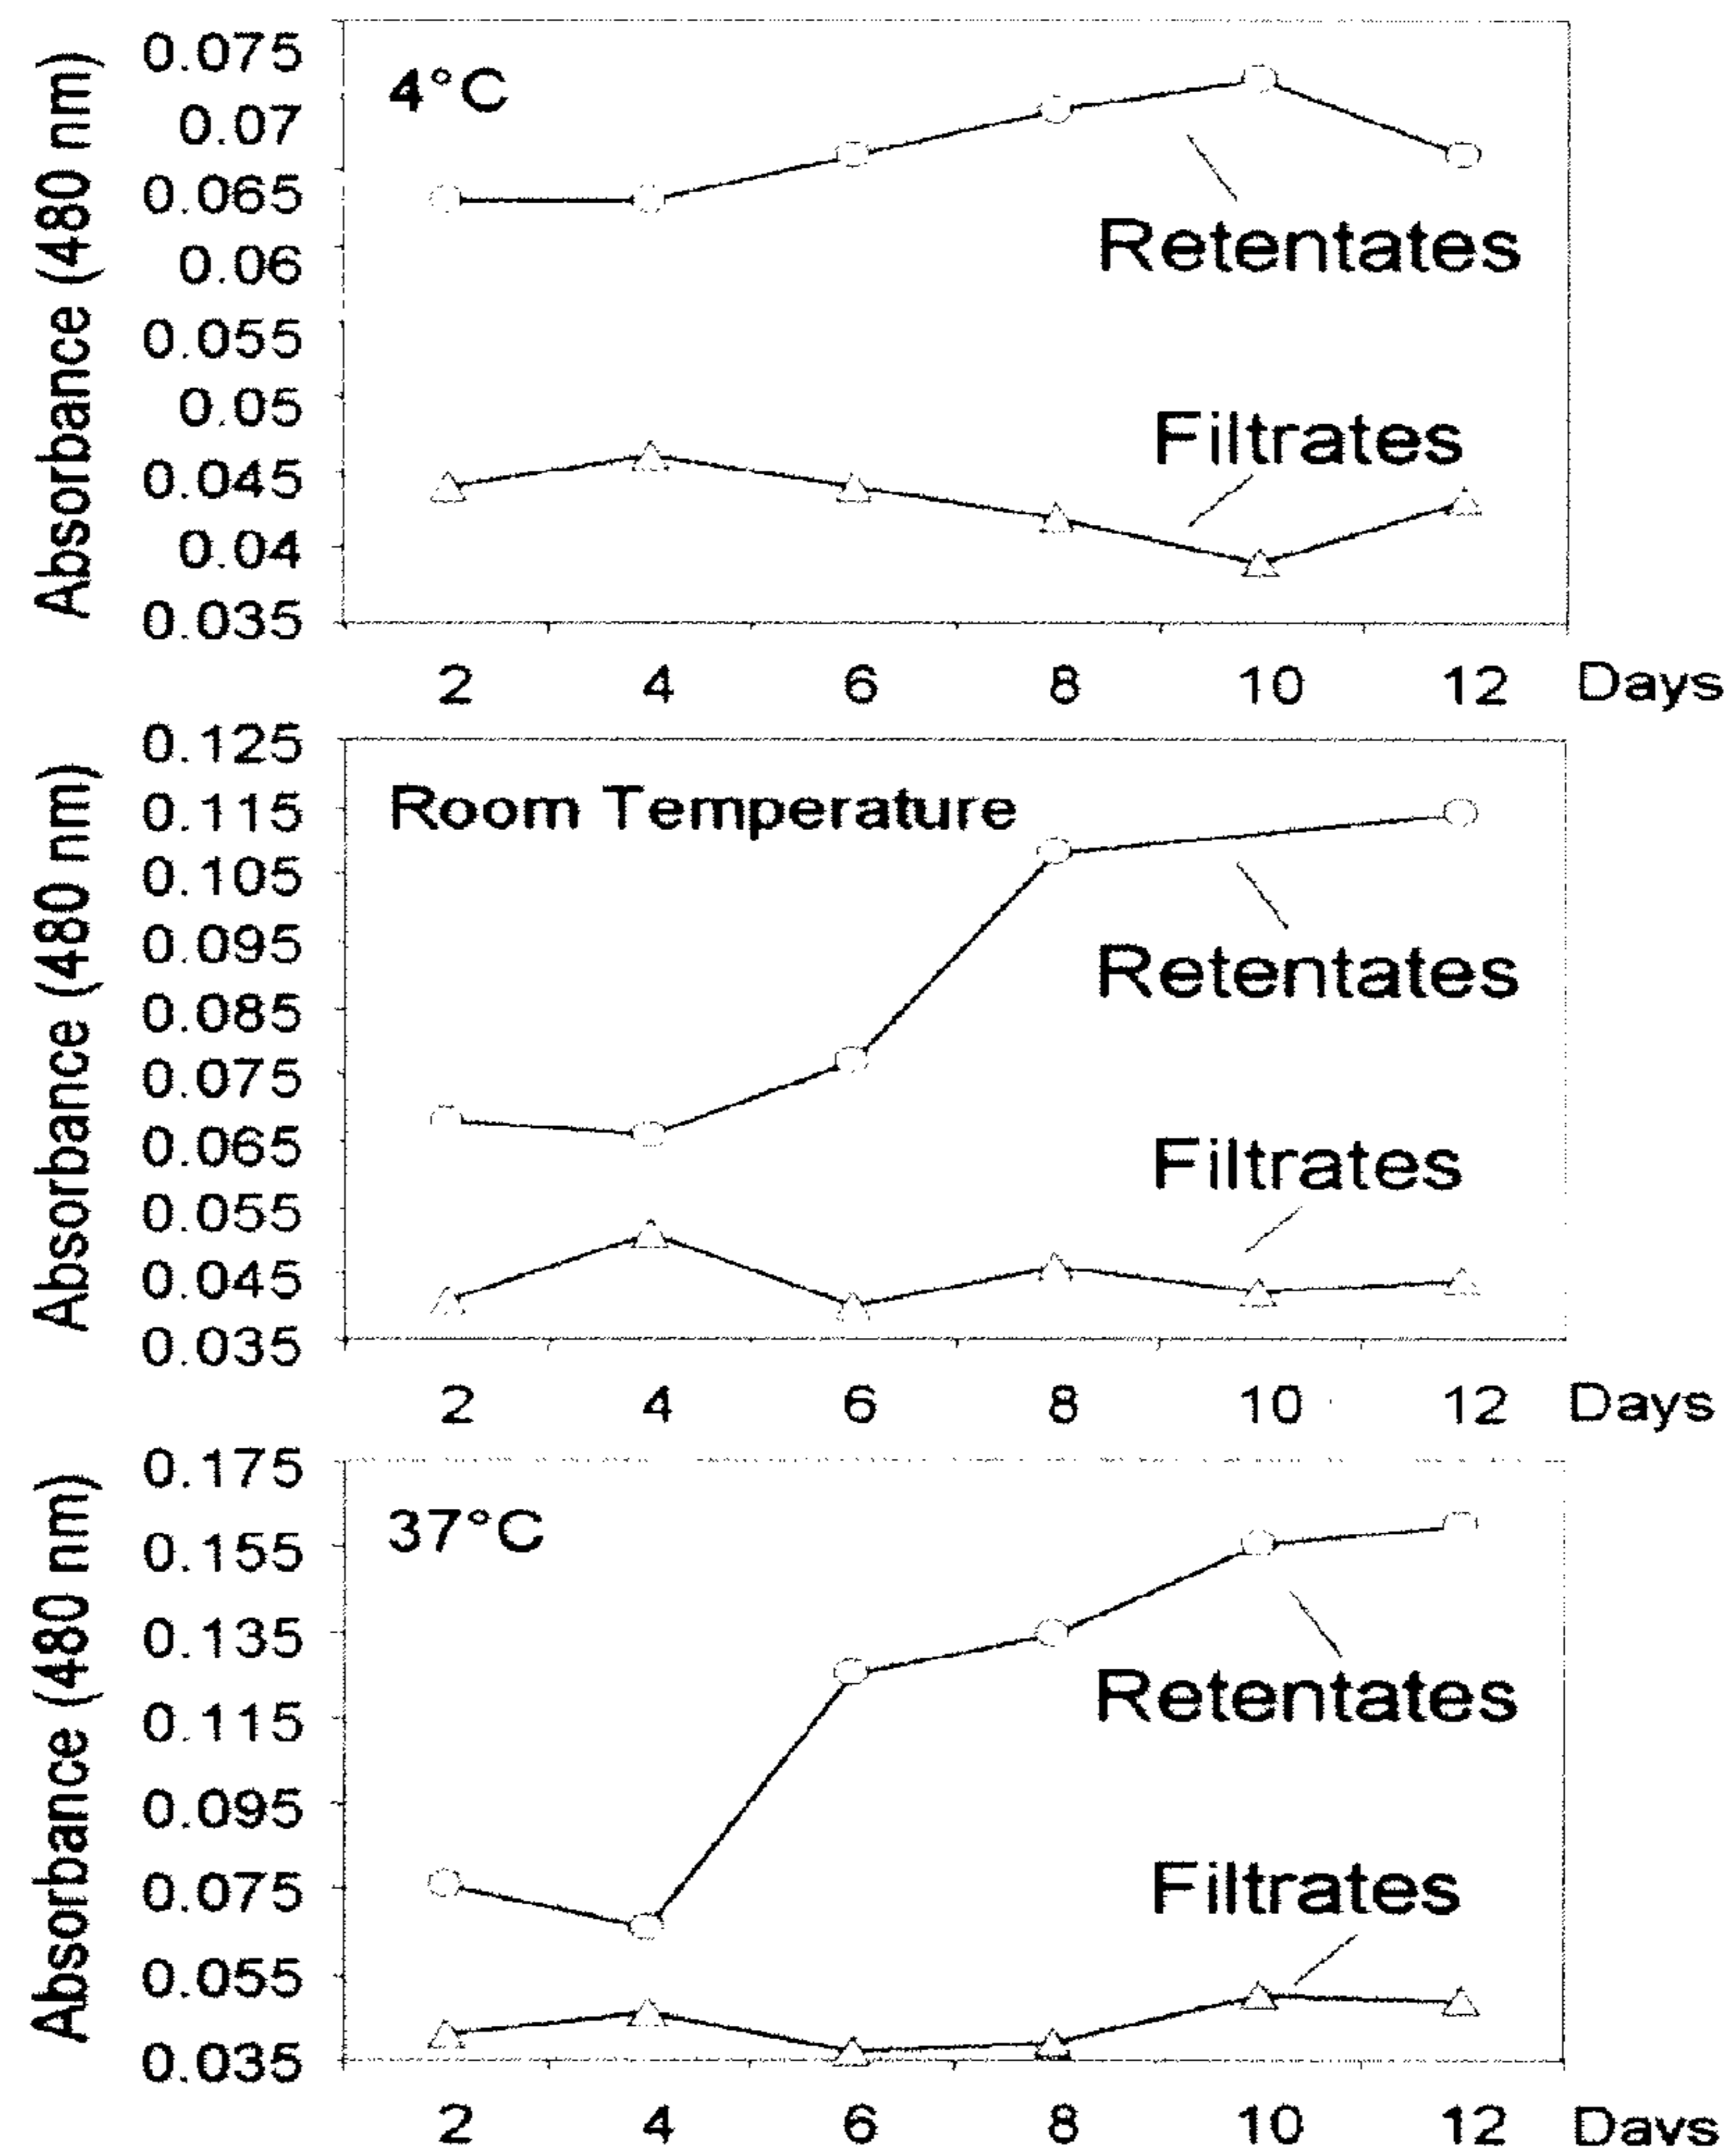 Absorbance (480 nm)
0.075
0.07
0.065
0.06
0.055
0.05
0.045
0.04
0.035
4°C
Retentates
Filtrates
2 4 6 8 10 12 Days
Absorbance (480 nm)
0.125
0.115
0.105
0.095
0.085
0.075
0.065
0.055
0.045
0.035
Room Temperature
Retentates
Filtrates
2 4 6 8 10 12 Days
Absorbance (480 nm)
0.175
0.155
0.135
0.115
0.095
0.075
0.055
0.035
37°C
Retentates
Filtrates
2 4 6 8 10 12 Days